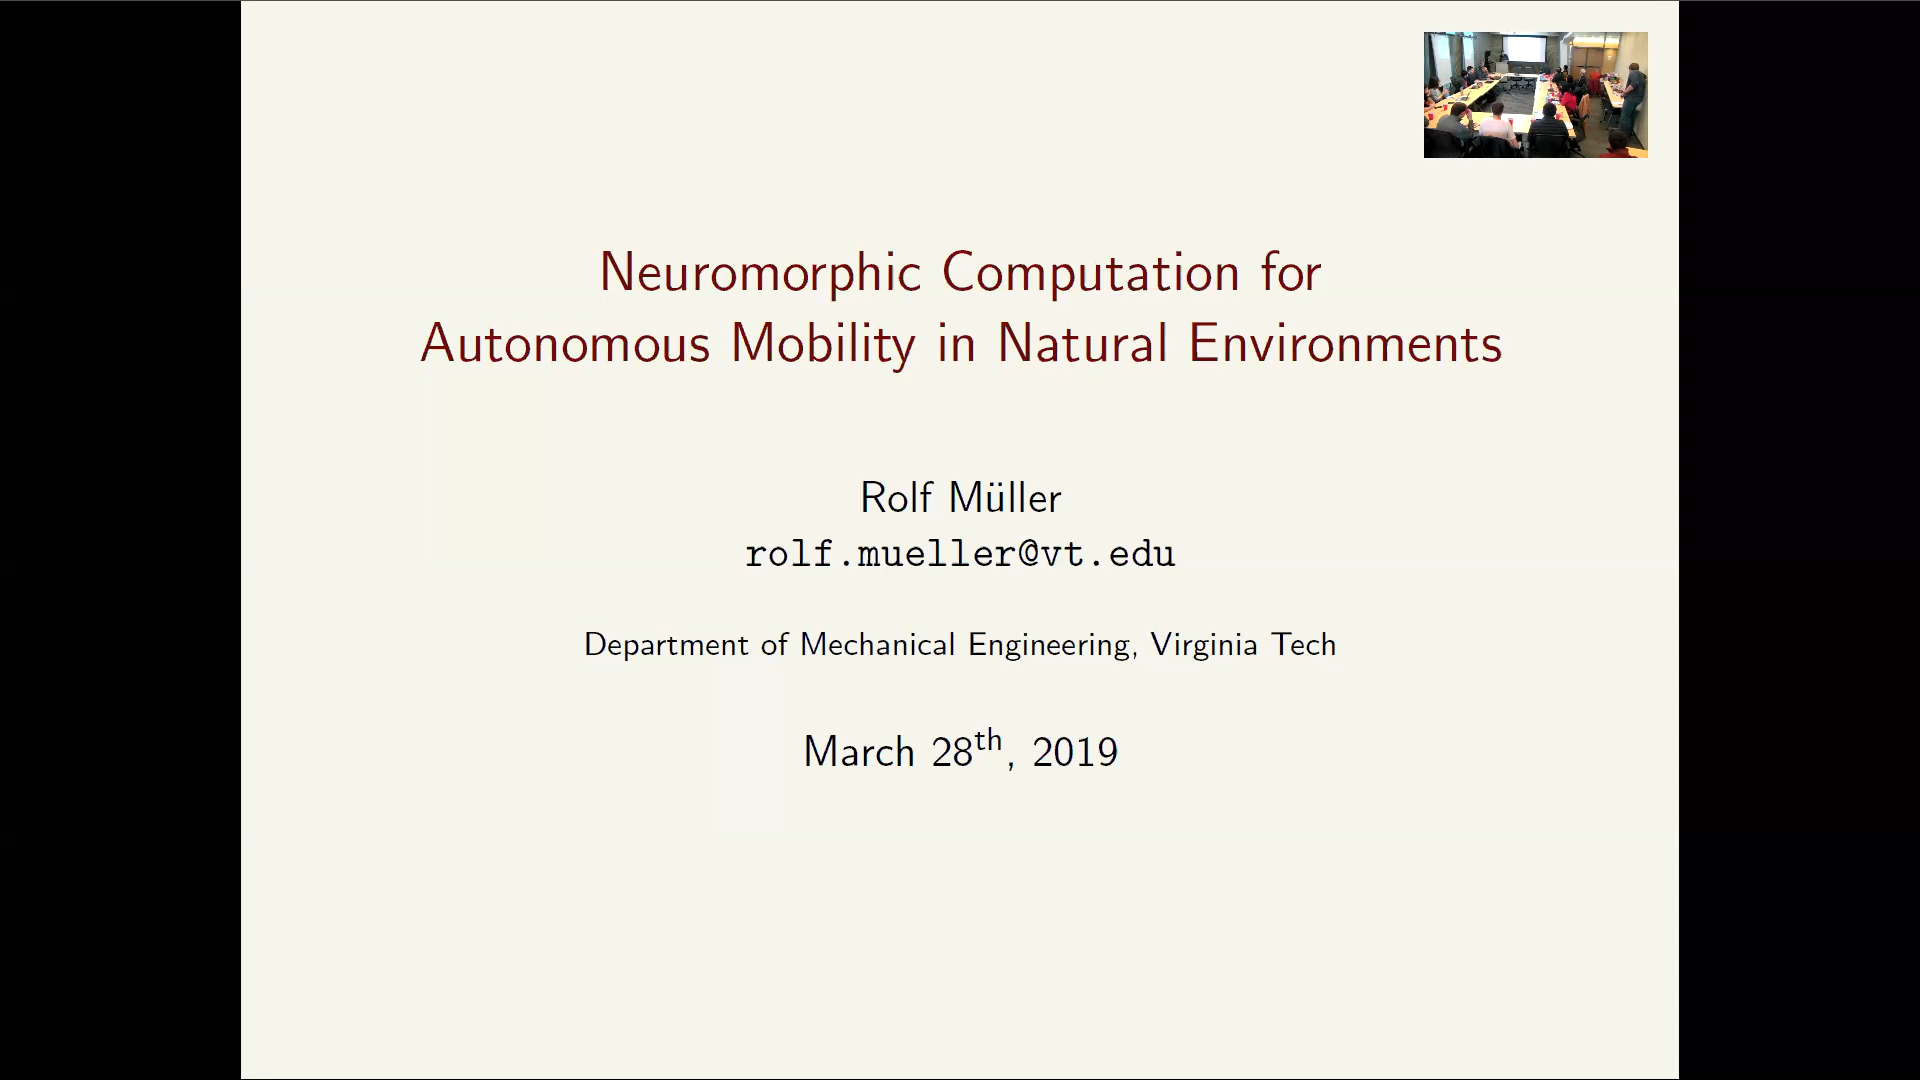 Neuromorphic Computation for
Autonomous Mobility in Natural Environments
Rolf Müller
rolf.mueller@vt.edu
Department of Mechanical Engineering, Virginia Tech
March 28th, 2019